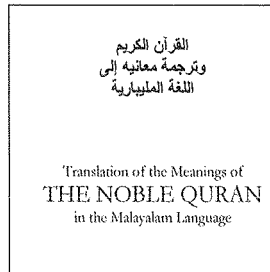 القرآن الكريم
وترجمة معانيه إلى
اللغة المليبارية
Translation of the Meanings of
THE NOBLE QURAN
in the Malayalam Language